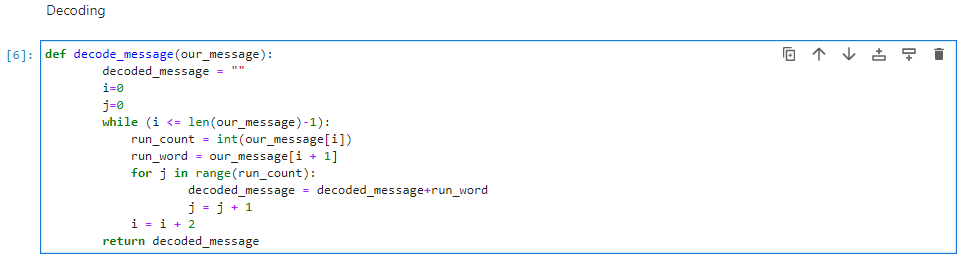 Decoding
[6]: def decode_message(our_message):
        decoded_message = ""
        i=0
        j=0
        while (i <= len(our_message)-1):
            run_count = int(our_message[i])
            run_word = our_message[i + 1]
            for j in range(run_count):
                    decoded_message = decoded_message+run_word
                    j = j + 1
            i = i + 2
        return decoded_message